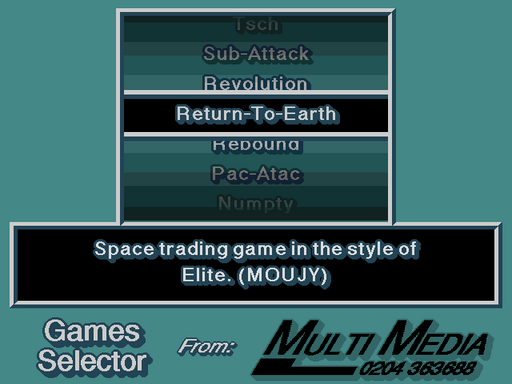 Tsch
Sub-Attack
Revolution
Return-To-Earth
Rebound
Pac-Atac
Numpty
Space trading game in the style of
Elite. (MOUJY)
Games
Selector
From:
MULTI MEDIA
0204 363688